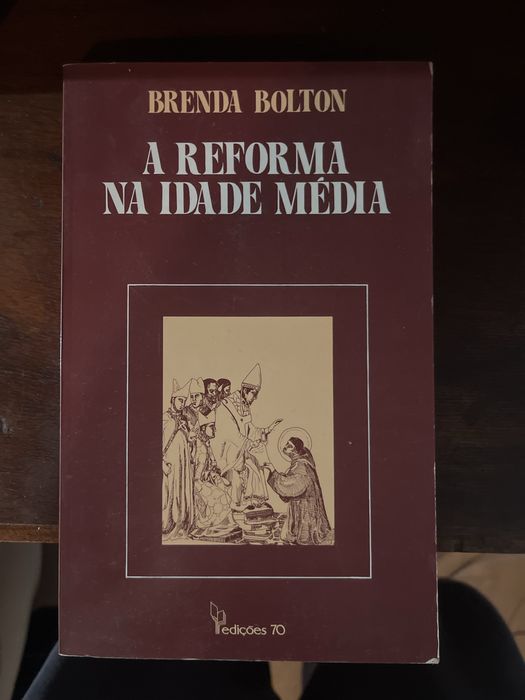 BRENDA BOLTON
A REFORMA
NA IDADE MÉDIA
edições 70